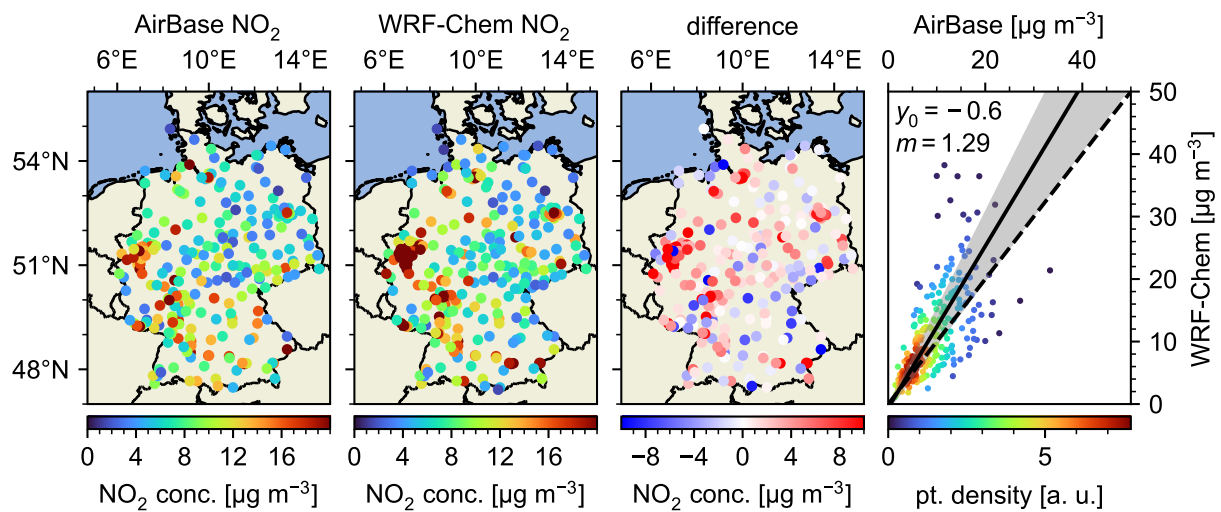 AirBase NO₂
6°E 10°E 14°E
WRF-Chem NO₂
6°E 10°E 14°E
difference
6°E 10°E 14°E
AirBase [µg m⁻³]
0 20 40
54°N
51°N
48°N
y₀ = −0.6
m = 1.29
50
40
30
20
10
0
WRF-Chem [µg m⁻³]
0 4 8 12 16
NO₂ conc. [µg m⁻³]
0 4 8 12 16
NO₂ conc. [µg m⁻³]
−8 −4 0 4 8
NO₂ conc. [µg m⁻³]
0 5
pt. density [a. u.]